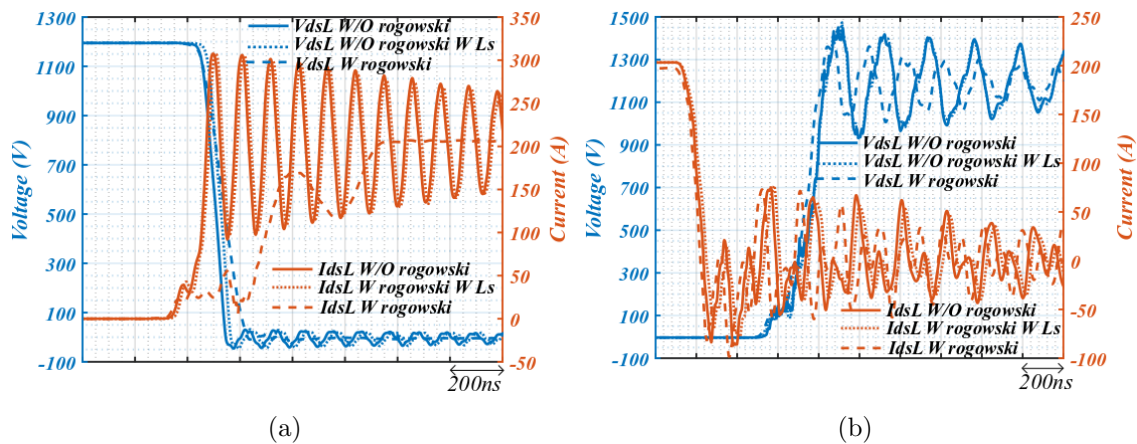 1300
1100
900
700
500
300
100
-100
Voltage (V)
VdsL W/O rogowski
VdsL W/O rogowski W Ls
VdsL W rogowski
IdsL W/O rogowski
IdsL W rogowski W Ls
IdsL W rogowski
350
300
250
200
150
100
50
0
-50
Current (A)
200ns
(a)
1500
1300
1100
900
700
500
300
100
-100
Voltage (V)
VdsL W/O rogowski
VdsL W/O rogowski W Ls
VdsL W rogowski
IdsL W/O rogowski
IdsL W rogowski W Ls
IdsL W rogowski
250
200
150
100
50
0
-50
-100
Current (A)
200ns
(b)